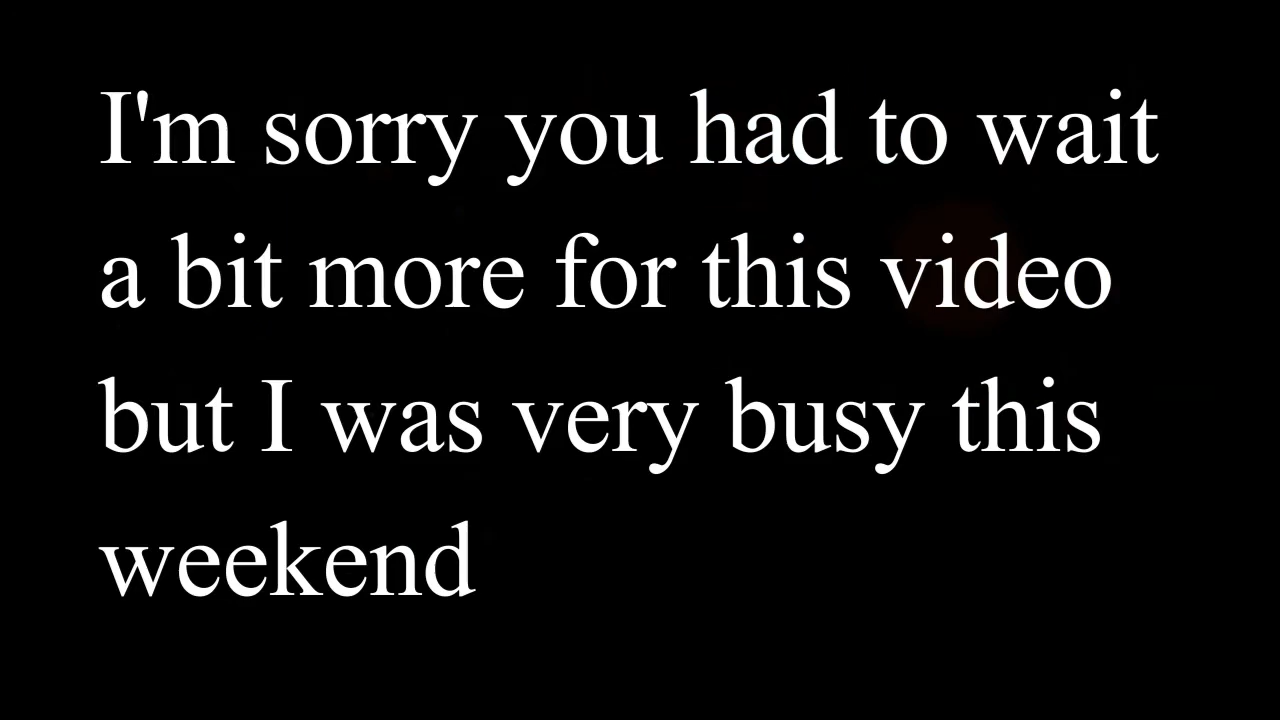 I'm sorry you had to wait
a bit more for this video
but I was very busy this
weekend